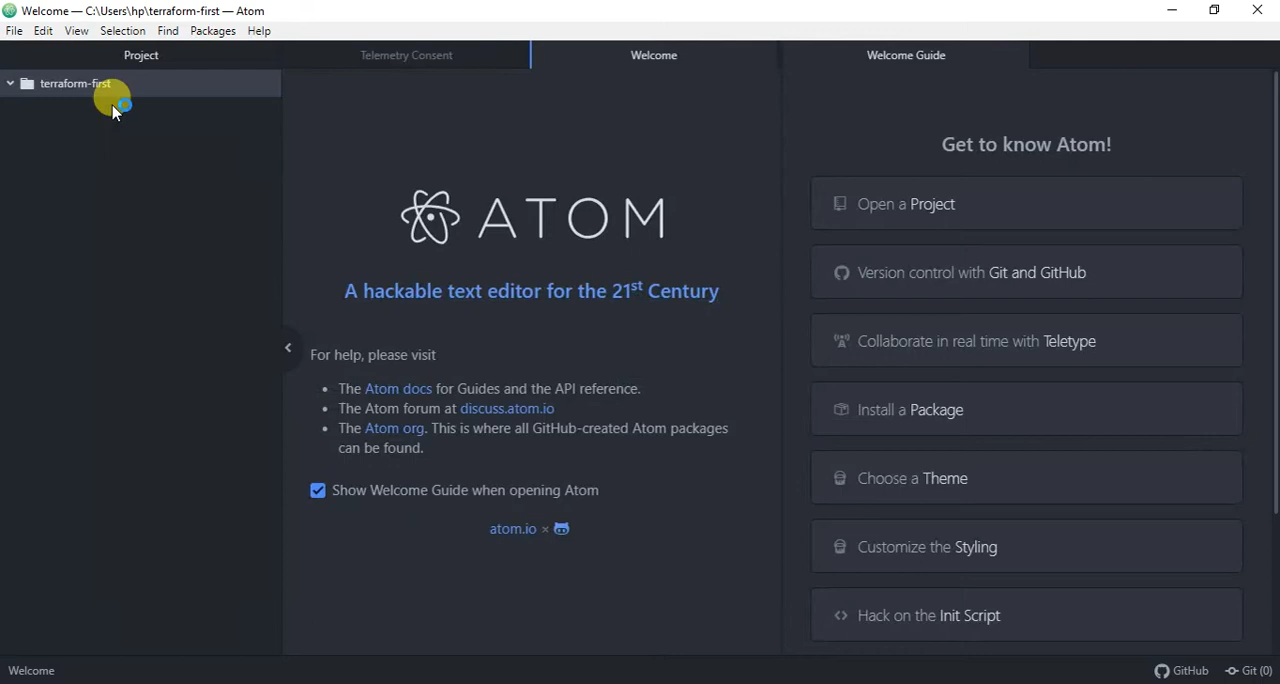 Welcome — C:\Users\hp\terraform-first — Atom
File Edit View Selection Find Packages Help
Project
Telemetry Consent
Welcome
Welcome Guide
terraform-first
ATOM
A hackable text editor for the 21st Century
For help, please visit
• The Atom docs for Guides and the API reference.
• The Atom forum at discuss.atom.io
• The Atom org. This is where all GitHub-created Atom packages
can be found.
Show Welcome Guide when opening Atom
atom.io ×
Get to know Atom!
Open a Project
Version control with Git and GitHub
Collaborate in real time with Teletype
Install a Package
Choose a Theme
Customize the Styling
Hack on the Init Script
Welcome
GitHub
Git (0)